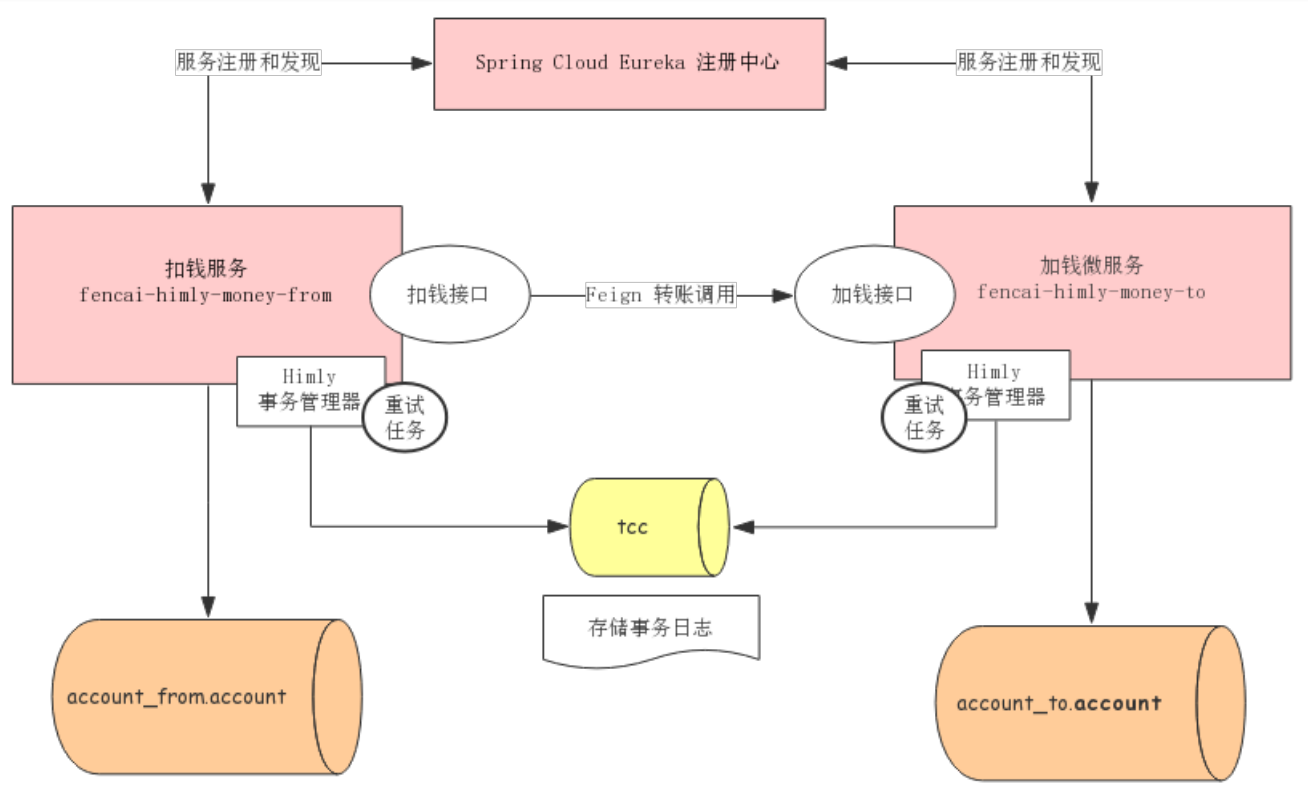 Spring Cloud Eureka 注册中心
服务注册和发现
服务注册和发现
扣钱服务
fencai-himly-money-from
扣钱接口
Feign 转账调用
加钱接口
加钱微服务
fencai-himly-money-to
Himly
事务管理器
重试
任务
Himly
务管理器
重试
任务
tcc
存储事务日志
account_from.account
account_to.account